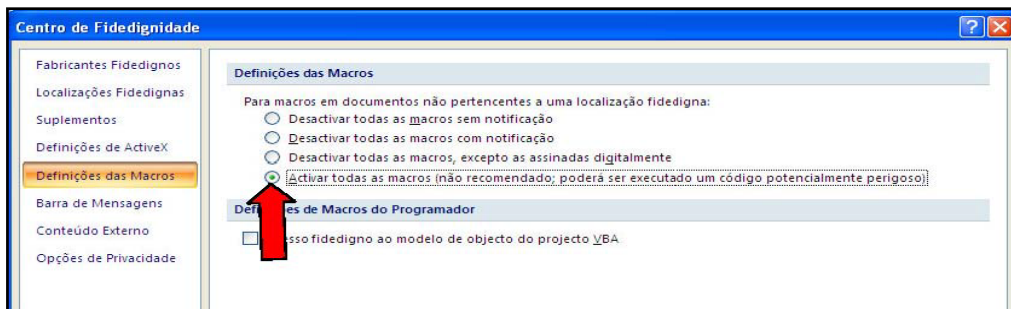 Centro de Fidedignidade
Fabricantes Fidedignos
Localizações Fidedignas
Suplementos
Definições de ActiveX
Definições das Macros
Barra de Mensagens
Conteúdo Externo
Opções de Privacidade
Definições das Macros
Para macros em documentos não pertencentes a uma localização fidedigna:
Desactivar todas as macros sem notificação
Desactivar todas as macros com notificação
Desactivar todas as macros, excepto as assinadas digitalmente
Activar todas as macros (não recomendado; poderá ser executado um código potencialmente perigoso)
de Macros do Programador
fidedigno ao modelo de objecto do projecto VBA